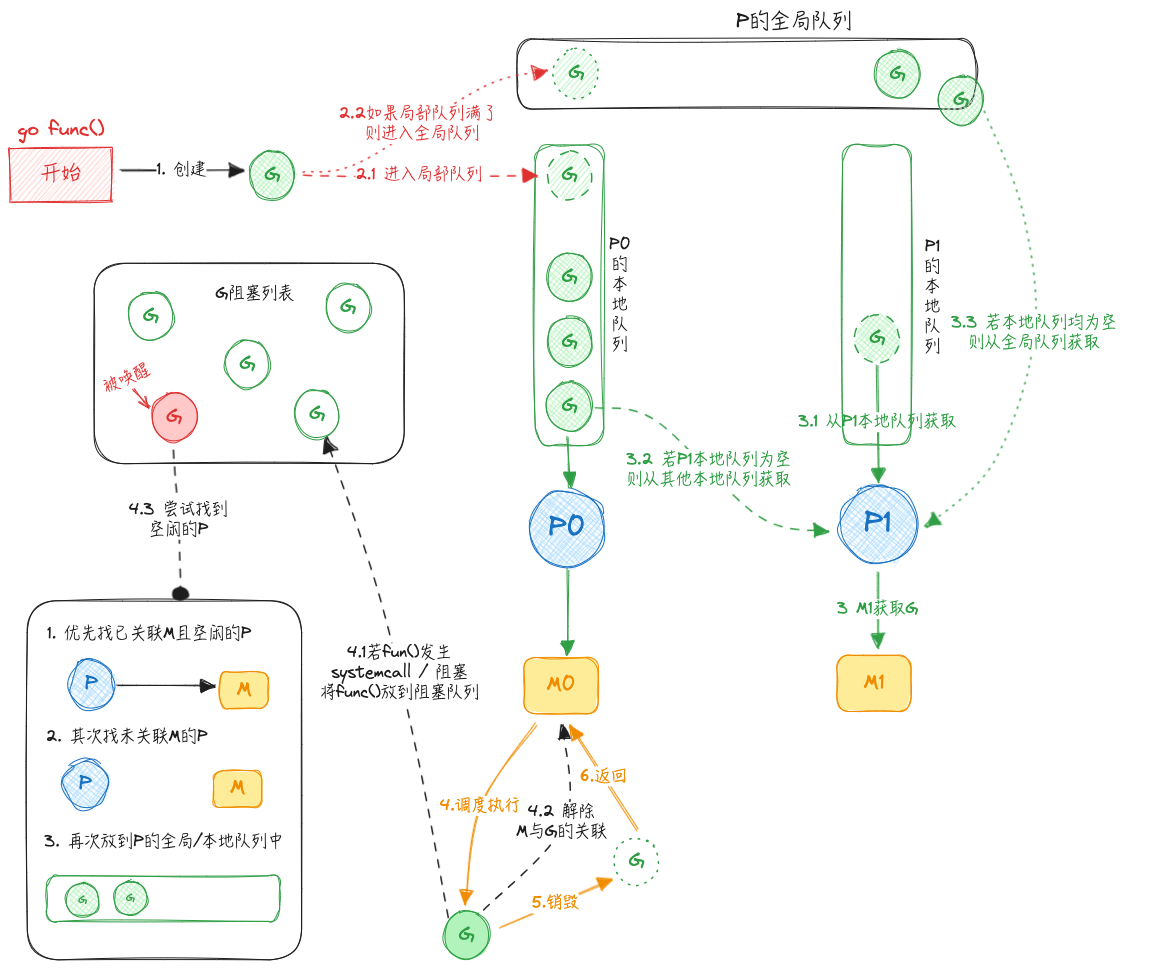 P的全局队列
G
G
G
2.2如果局部队列满了
则进入全局队列
go func()
开始
1. 创建
G
2.1 进入局部队列
G
G
G
G
P0的本地队列
P1的本地队列
G
3.3 若本地队列均为空
则从全局队列获取
G阻塞列表
G
G
G
被唤醒
G
G
3.1 从P1本地队列获取
3.2 若P1本地队列为空
则从其他本地队列获取
4.3 尝试找到
空闲的P
P0
P1
3 M1获取G
1. 优先找已关联M且空闲的P
P
M
2. 其次找未关联M的P
P
M
3. 再次放到P的全局/本地队列中
G
G
4.1若fun()发生
systemcall / 阻塞
将func()放到阻塞队列
M0
M1
6.返回
4.调度执行
4.2 解除
M与G的关联
G
5.销毁
G